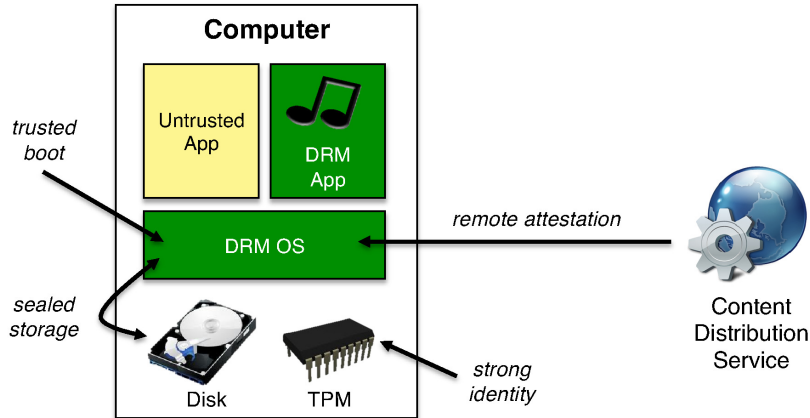 Computer
Untrusted
App
DRM
App
trusted
boot
DRM OS
remote attestation
sealed
storage
Disk
TPM
strong
identity
Content
Distribution
Service